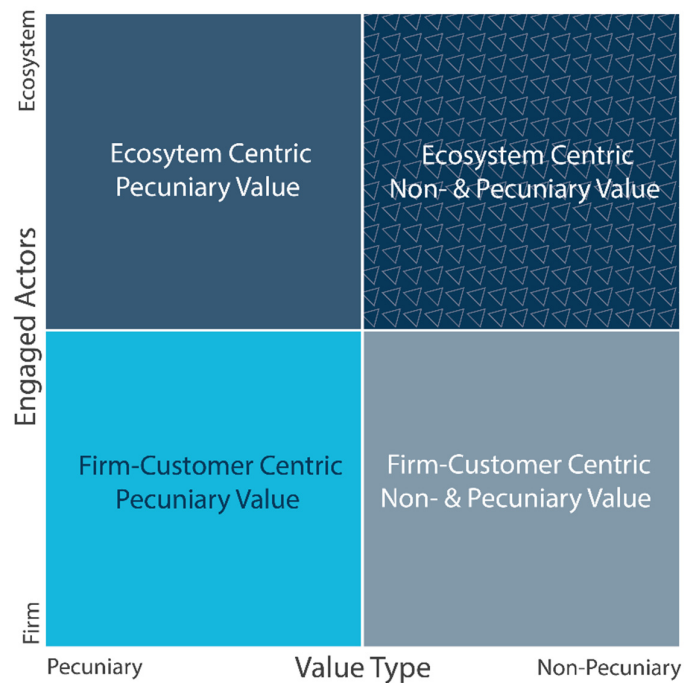 Ecosystem
Ecosytem Centric
Pecuniary Value
Ecosystem Centric
Non- & Pecuniary Value
Engaged Actors
Firm-Customer Centric
Pecuniary Value
Firm-Customer Centric
Non- & Pecuniary Value
Firm
Pecuniary
Value Type
Non-Pecuniary